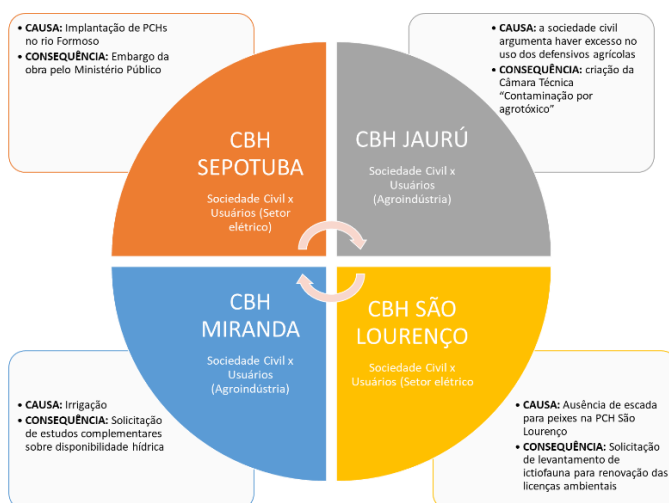 • CAUSA: Implantação de PCHs
no rio Formoso
• CONSEQUÊNCIA: Embargo da
obra pelo Ministério Público
• CAUSA: a sociedade civil
argumenta haver excesso no
uso dos defensivos agrícolas
• CONSEQUÊNCIA: criação da
Câmara Técnica
“Contaminação por
agrotóxico”
CBH
SEPOTUBA
Sociedade Civil x
Usuários (Setor
elétrico)
CBH JAURÚ
Sociedade Civil x
Usuários
(Agroindústria)
CBH
MIRANDA
Sociedade Civil x
Usuários
(Agroindústria)
CBH SÃO
LOURENÇO
Sociedade Civil x
Usuários (Setor elétrico
• CAUSA: Irrigação
• CONSEQUÊNCIA: Solicitação
de estudos complementares
sobre disponibilidade hídrica
• CAUSA: Ausência de escada
para peixes na PCH São
Lourenço
• CONSEQUÊNCIA: Solicitação
de levantamento de
ictiofauna para renovação das
licenças ambientais